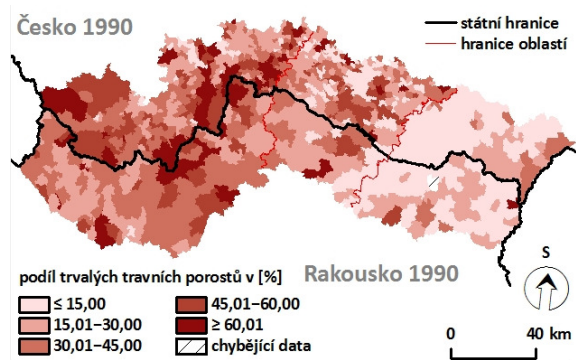 Česko 1990
státní hranice
hranice oblastí
podíl trvalých travních porostů v [%]
Rakousko 1990
≤ 15,00
45,01–60,00
15,01–30,00
≥ 60,01
30,01–45,00
chybějící data
S
0 40 km